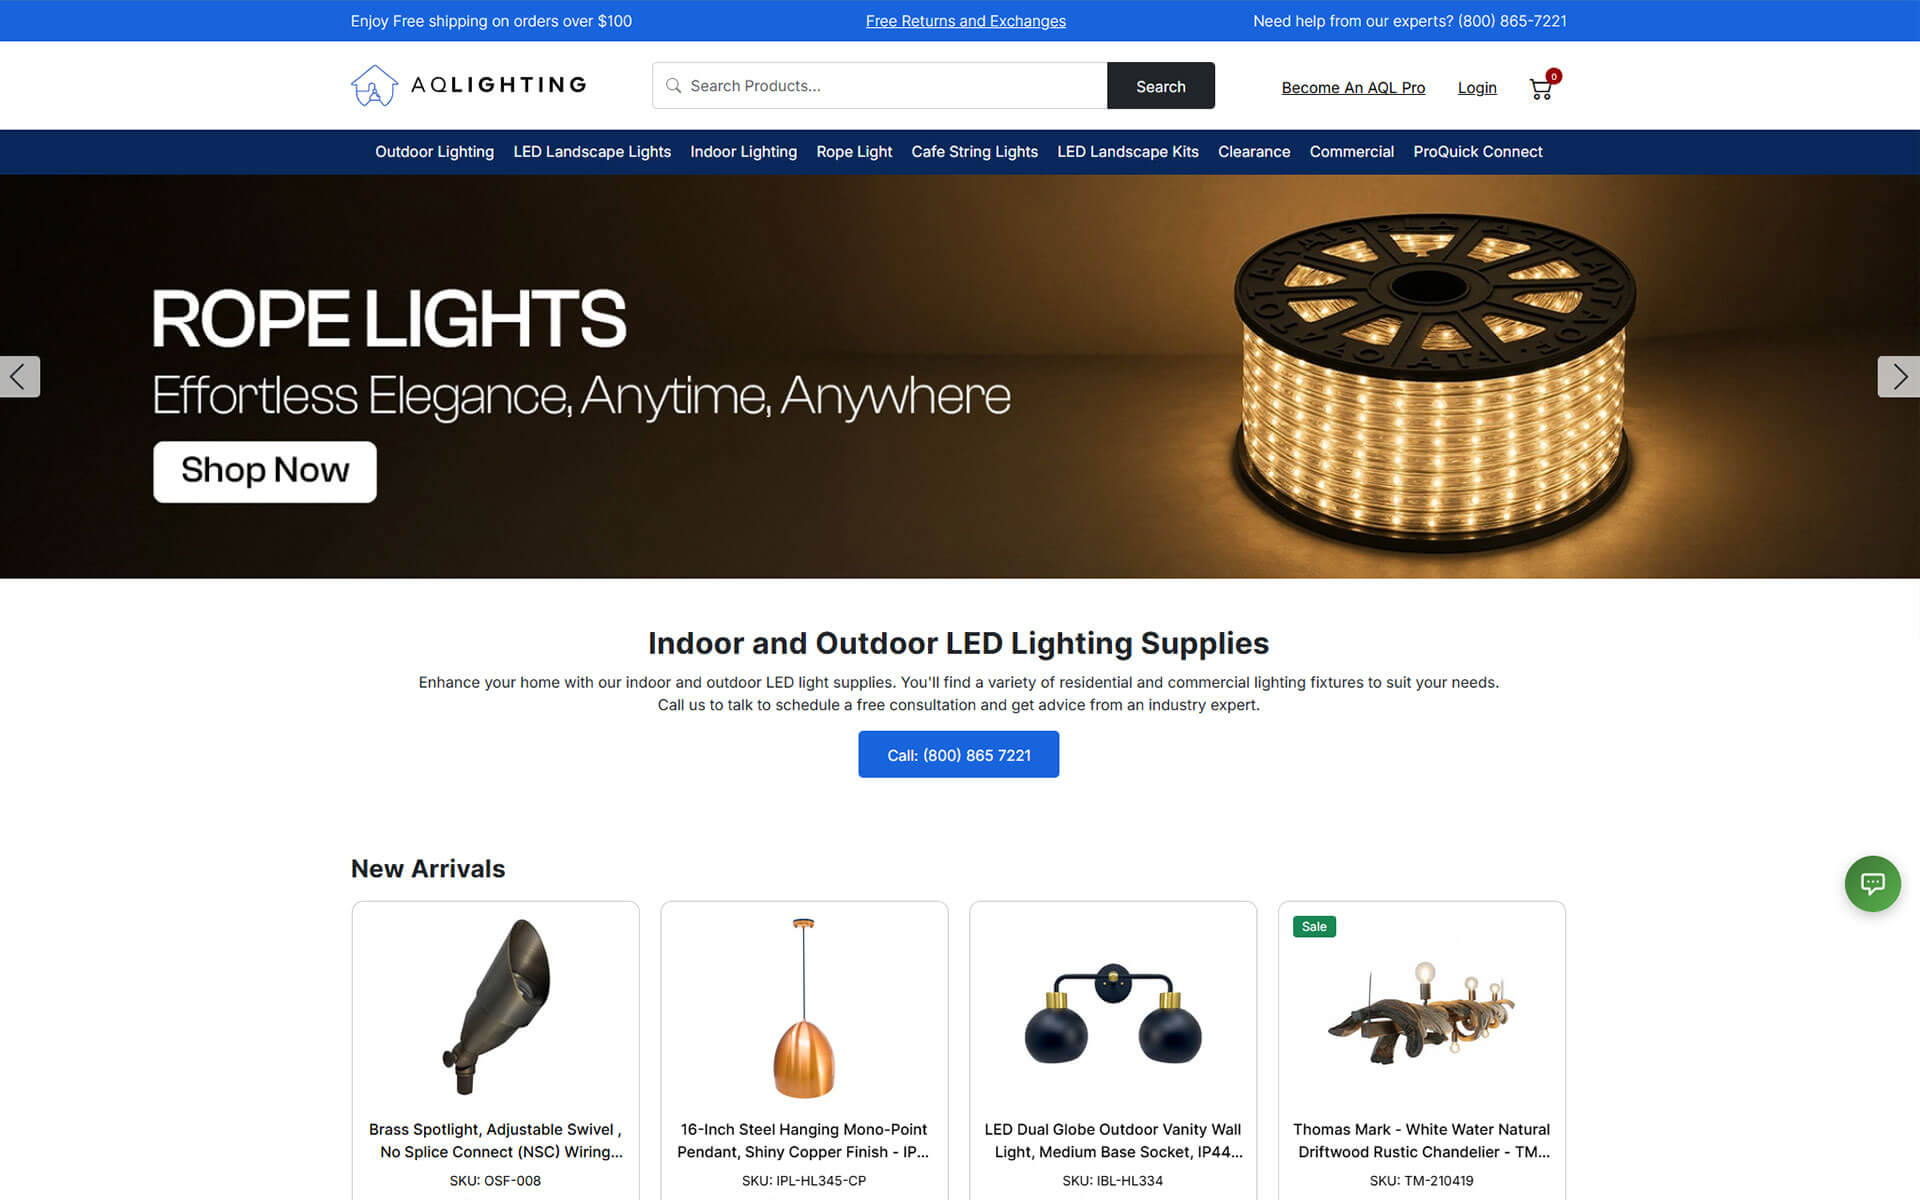 Enjoy Free shipping on orders over $100
Free Returns and Exchanges
Need help from our experts? (800) 865-7221
AQLIGHTING
Search Products...
Search
Become An AQL Pro
Login
0
Outdoor Lighting
LED Landscape Lights
Indoor Lighting
Rope Light
Cafe String Lights
LED Landscape Kits
Clearance
Commercial
ProQuick Connect
ROPE LIGHTS
Effortless Elegance, Anytime, Anywhere
Shop Now
Indoor and Outdoor LED Lighting Supplies
Enhance your home with our indoor and outdoor LED light supplies. You'll find a variety of residential and commercial lighting fixtures to suit your needs.
Call us to talk to schedule a free consultation and get advice from an industry expert.
Call: (800) 865 7221
New Arrivals
Brass Spotlight, Adjustable Swivel ,
No Splice Connect (NSC) Wiring...
SKU: OSF-008
16-Inch Steel Hanging Mono-Point
Pendant, Shiny Copper Finish - IP...
SKU: IPL-HL345-CP
LED Dual Globe Outdoor Vanity Wall
Light, Medium Base Socket, IP44...
SKU: IBL-HL334
Sale
Thomas Mark - White Water Natural
Driftwood Rustic Chandelier - TM...
SKU: TM-210419